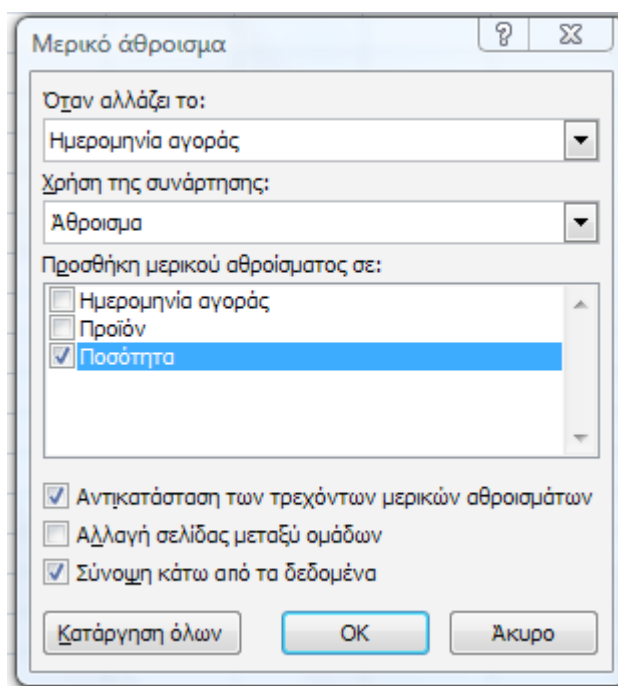 Μερικό άθροισμα
Όταν αλλάζει το:
Ημερομηνία αγοράς
Χρήση της συνάρτησης:
Άθροισμα
Προσθήκη μερικού αθροίσματος σε:
Ημερομηνία αγοράς
Προϊόν
Ποσότητα
Αντικατάσταση των τρεχόντων μερικών αθροισμάτων
Αλλαγή σελίδας μεταξύ ομάδων
Σύνοψη κάτω από τα δεδομένα
Κατάργηση όλων OK Άκυρο